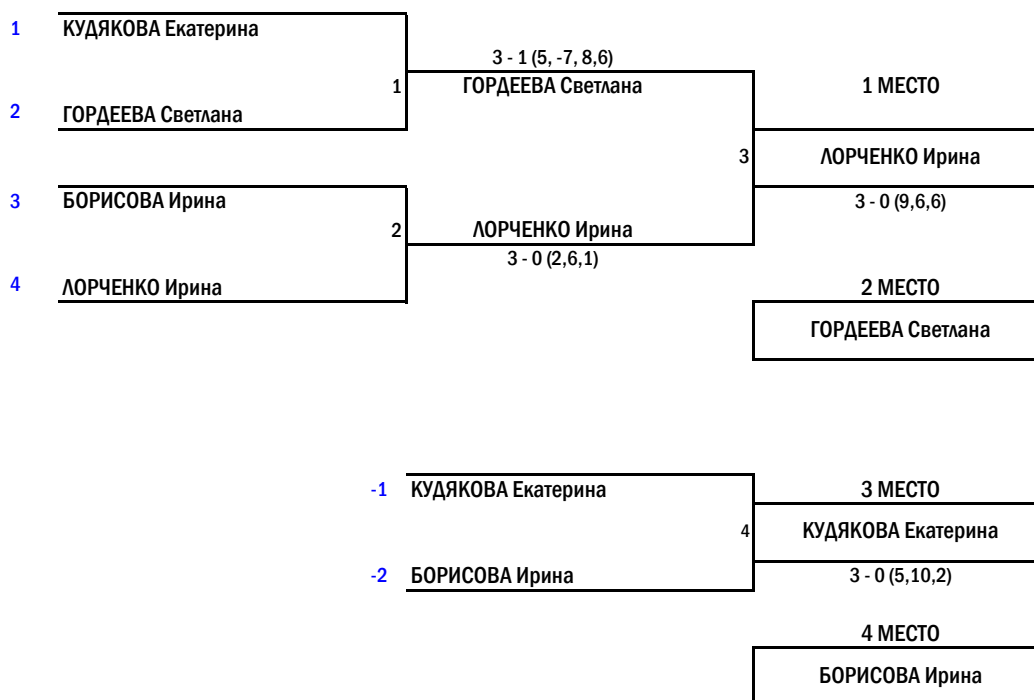 1 КУДЯКОВА Екатерина
3 - 1 (5, -7, 8,6)
1 ГОРДЕЕВА Светлана 1 МЕСТО
2 ГОРДЕЕВА Светлана
3 ЛОРЧЕНКО Ирина
3 БОРИСОВА Ирина 3 - 0 (9,6,6)
2 ЛОРЧЕНКО Ирина
3 - 0 (2,6,1)
4 ЛОРЧЕНКО Ирина 2 МЕСТО
ГОРДЕЕВА Светлана
-1 КУДЯКОВА Екатерина 3 МЕСТО
4 КУДЯКОВА Екатерина
-2 БОРИСОВА Ирина 3 - 0 (5,10,2)
4 МЕСТО
БОРИСОВА Ирина